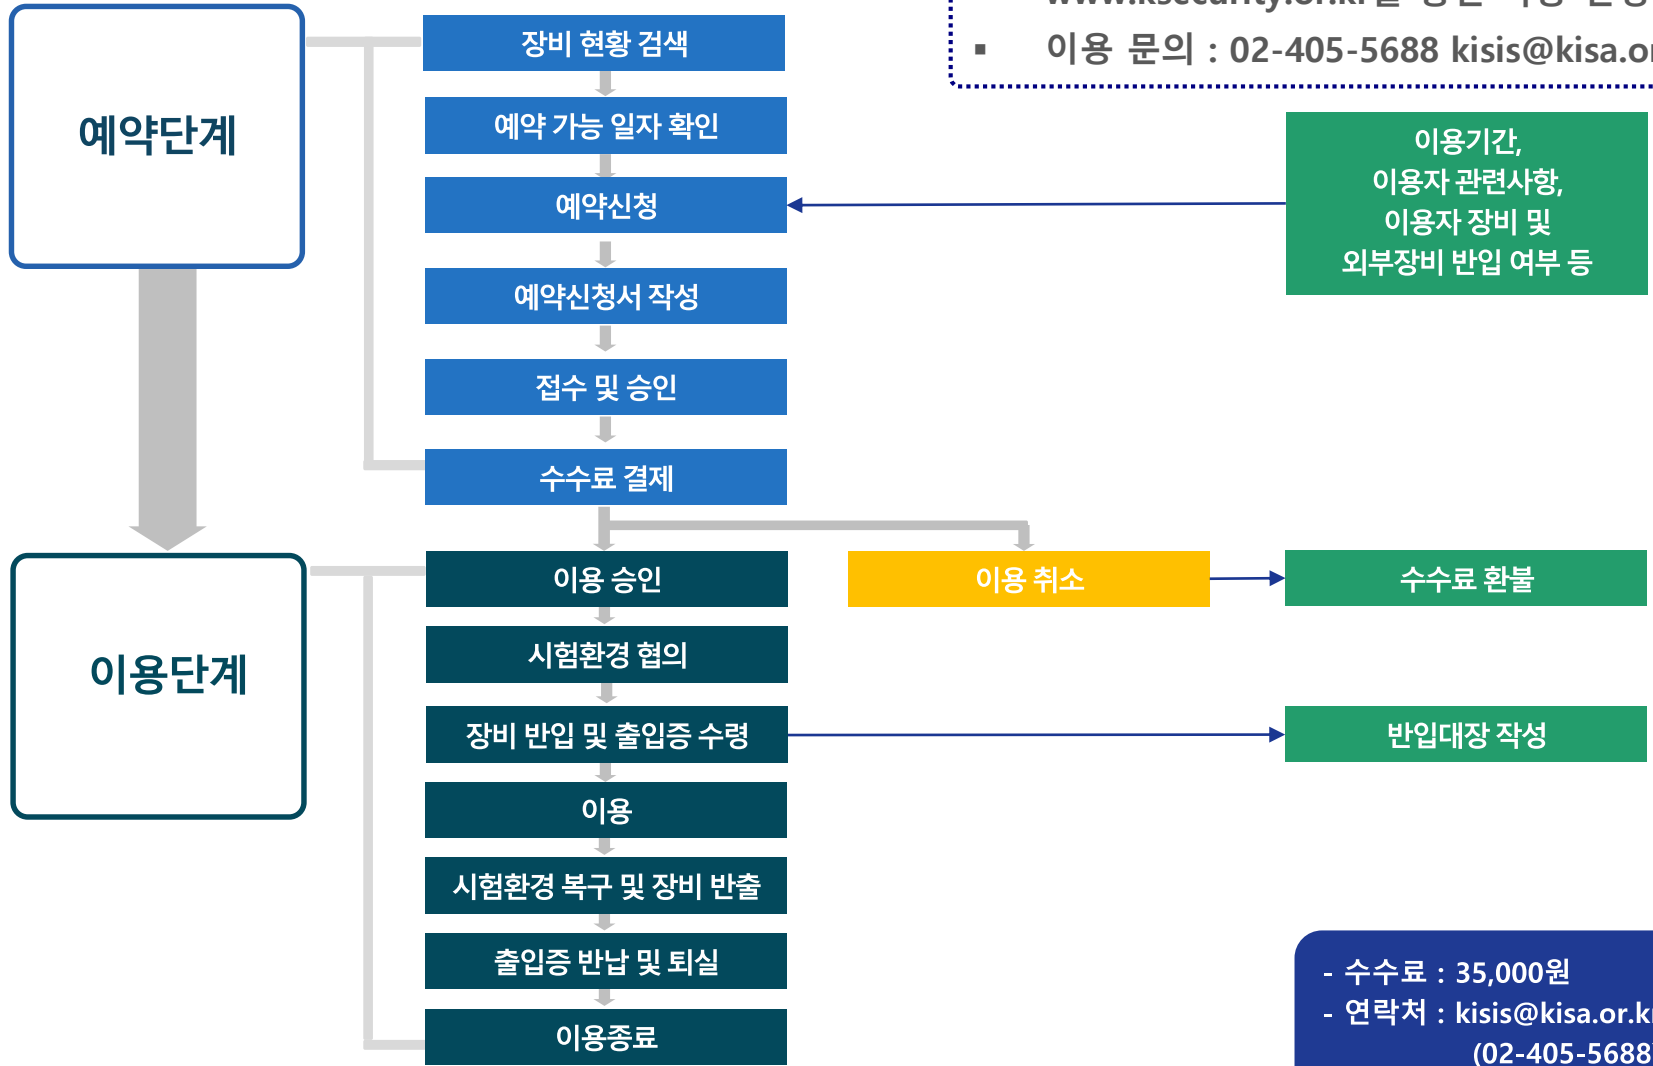 이용 문의 : 02-405-5688 kisis@kisa.or
예약단계
장비 현황 검색
예약 가능 일자 확인
예약신청
예약신청서 작성
접수 및 승인
수수료 결제
이용기간,
이용자 관련사항,
이용자 장비 및
외부장비 반입 여부 등
이용단계
이용 승인
이용 취소
수수료 환불
시험환경 협의
장비 반입 및 출입증 수령
반입대장 작성
이용
시험환경 복구 및 장비 반출
출입증 반납 및 퇴실
이용종료
- 수수료 : 35,000원
- 연락처 : kisis@kisa.or.kr
(02-405-5688)